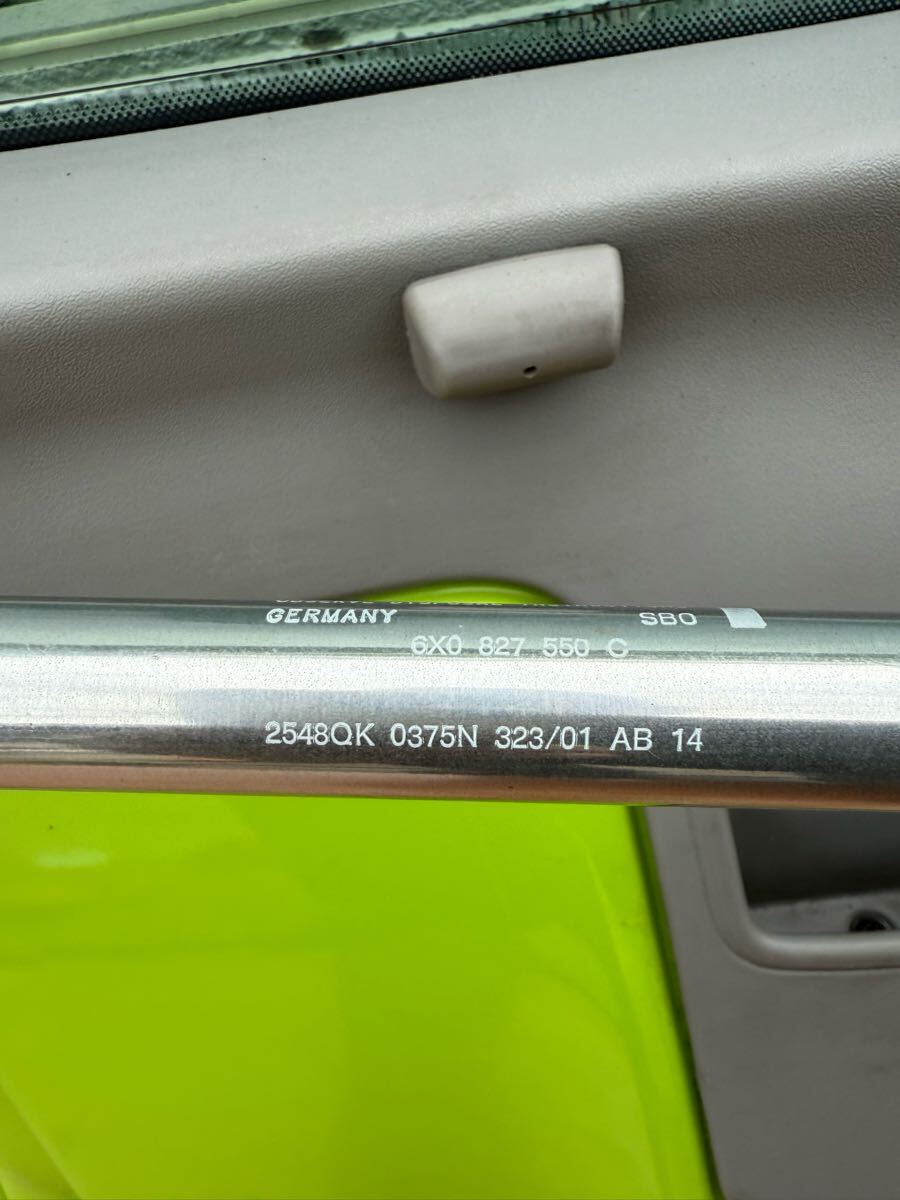 GERMANY SBO
6X0 827 550 C
2548QK 0375N 323/01 AB 14